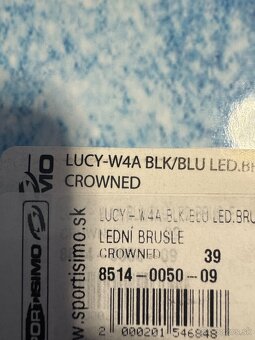 LUCY-W4A BLK/BLU LED.BR
CROWNED
LUCY-W4A BLK/BLU LED.BRU
LEDNÍ BRUSLE
CROWNED 39
8514-0050-09
2 000201 546848
www.sportisimo.sk